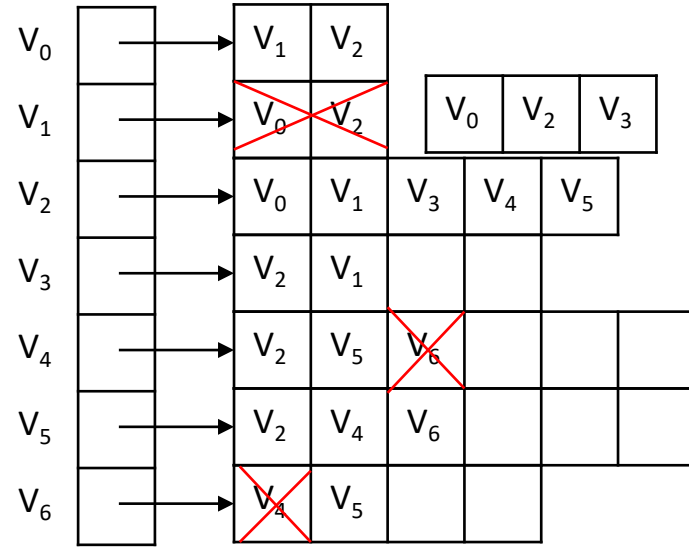 V₀ V₁ V₂
V₁ V₀ V₂ V₀ V₂ V₃
V₂ V₀ V₁ V₃ V₄ V₅
V₃ V₂ V₁
V₄ V₂ V₅ V₆
V₅ V₂ V₄ V₆
V₆ V₄ V₅